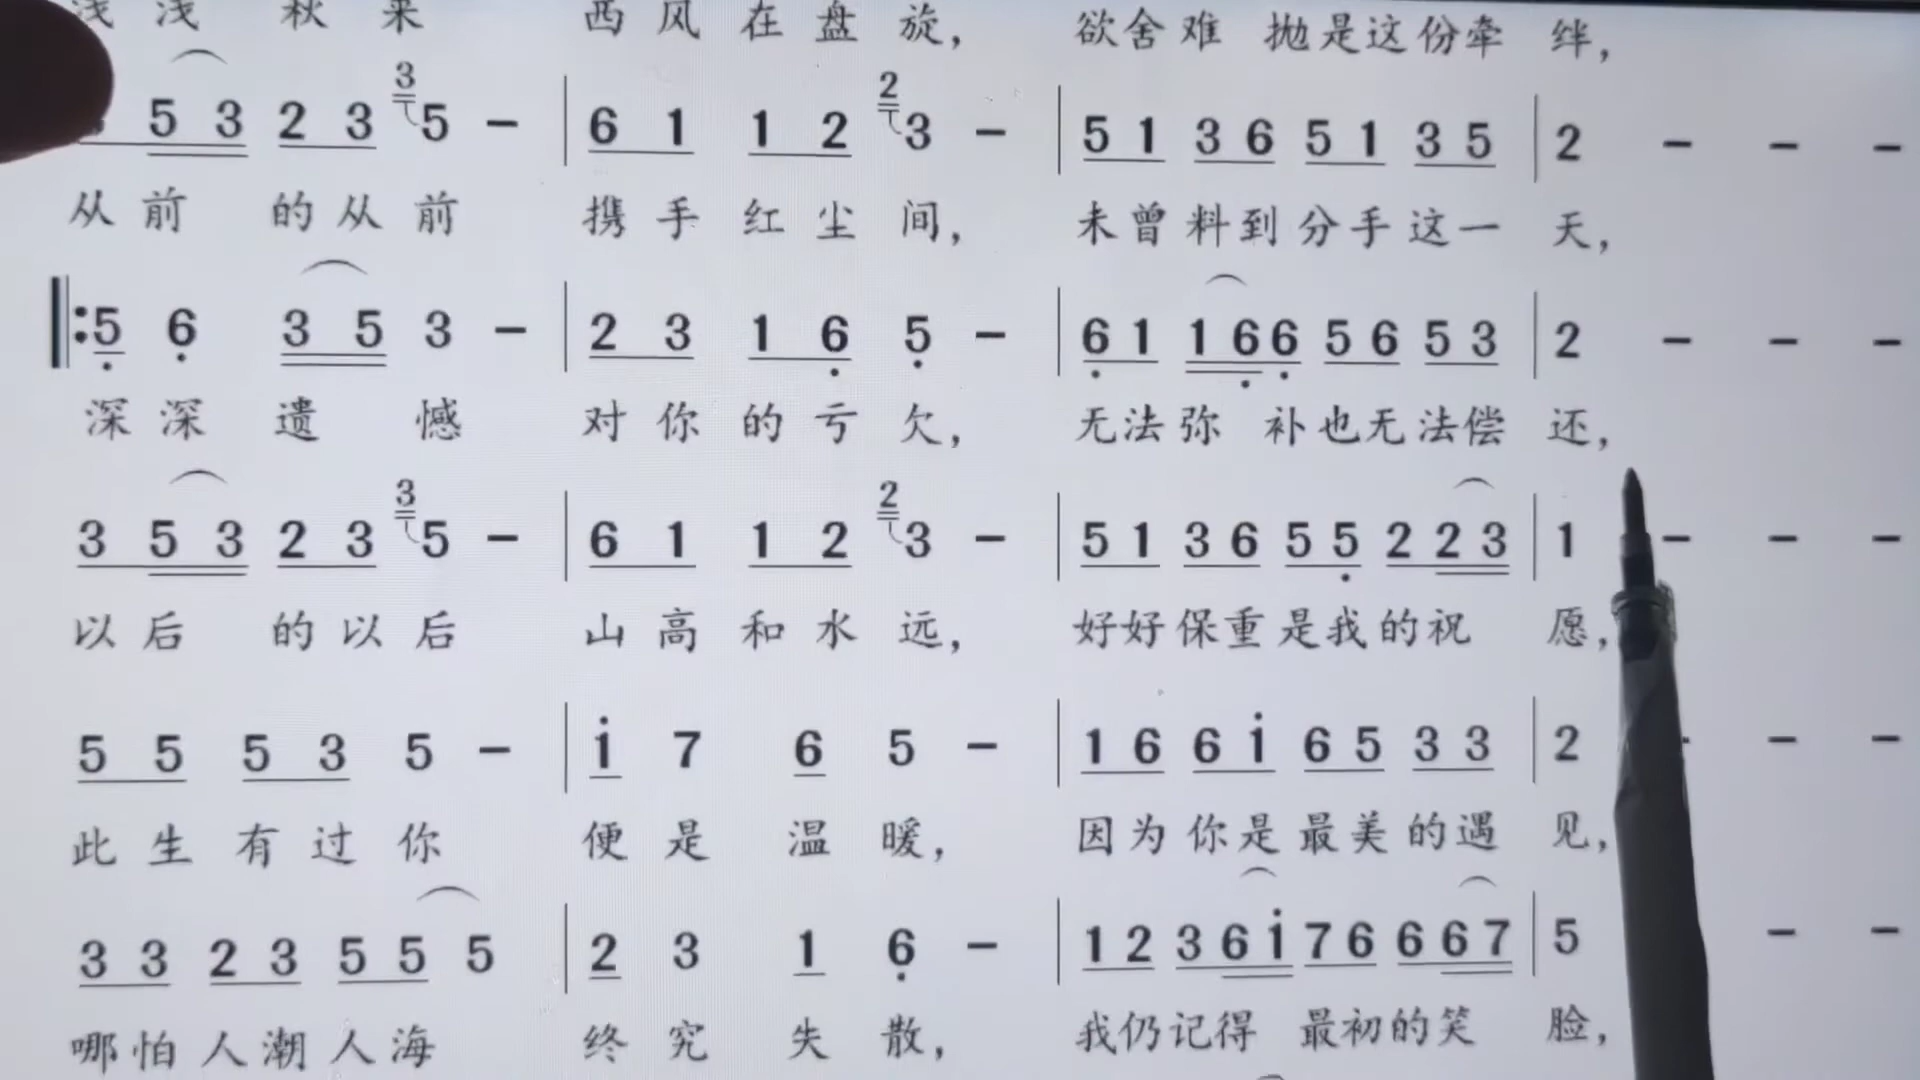 浅 浅 秋 来 西 风 在 盘 旋， 欲舍难 抛是这份牵 绊，
5 3 2 3 3 5 – | 6 1 1 2 2 3 – | 5 1 3 6 5 1 3 5 | 2 – – –
从 前 的 从 前 携 手 红 尘 间， 未曾料到分手这一 天，
‖: 5 6 3 5 3 – | 2 3 1 6 5 – | 6 1 1 6 6 5 6 5 3 | 2 – – –
深 深 遗 憾 对 你 的 亏 欠， 无法弥 补也无法偿 还，
3 5 3 2 3 3 5 – | 6 1 1 2 2 3 – | 5 1 3 6 5 5 2 2 3 | 1 – – –
以 后 的 以 后 山 高 和 水 远， 好好保重是我的祝 愿，
5 5 5 3 5 – | 1 7 6 5 – | 1 6 6 1 6 5 3 3 | 2 – –
此 生 有 过 你 便 是 温 暖， 因为你是最美的遇 见，
3 3 2 3 5 5 5 | 2 3 1 6 – | 1 2 3 6 1 7 6 6 6 7 | 5 – –
哪 怕 人 潮 人 海 终 究 失 散， 我仍记得 最初的笑 脸，